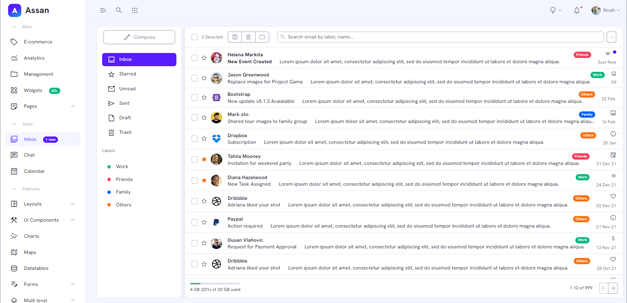 Assan
Noah
Main
E-commerce
Analytics
Management
Widgets
Pages
Mails
Inbox 1 new
Chat
Calendar
Features
Layouts
UI Components
Charts
Maps
Datatables
Forms
Multi level
Compose
Inbox
Starred
Unread
Sent
Draft
Trash
Labels
Work
Friends
Family
Others
2 Selected
Search email by label, name...
Helena Markita Friends
New Event Created Lorem ipsum dolor sit amet, consectetur adipiscing elit, sed do eiusmod tempor incididunt ut labore et dolore magna aliqua. Just Now
Jason Greenwood Work
Replace images for Project Game Lorem ipsum dolor sit amet, consectetur adipiscing elit, sed do eiusmod tempor incididunt ut labore et dolore magna aliqua. 2d
Bootstrap Others
New update v5.1.3 Available Lorem ipsum dolor sit amet, consectetur adipiscing elit, sed do eiusmod tempor incididunt ut labore et dolore magna aliqua. 22 Feb
Mark oto Family
Shared tour images to family group Lorem ipsum dolor sit amet, consectetur adipiscing elit, sed do eiusmod tempor incididunt ut labore et dolore magna aliqu... 16 Feb
Dropbox others
Subscription Lorem ipsum dolor sit amet, consectetur adipiscing elit, sed do eiusmod tempor incididunt ut labore et dolore magna aliqua. 20 Jan
Tahlia Mooney Friends
Invitation for weekend party Lorem ipsum dolor sit amet, consectetur adipiscing elit, sed do eiusmod tempor incididunt ut labore et dolore magna aliqua. 31 Dec 21
Diana Hazelwood Work
New Task Assigned Lorem ipsum dolor sit amet, consectetur adipiscing elit, sed do eiusmod tempor incididunt ut labore et dolore magna aliqua. 24 Dec 21
Dribbble Others
Adriana liked your shot Lorem ipsum dolor sit amet, consectetur adipiscing elit, sed do eiusmod tempor incididunt ut labore et dolore magna aliqua. 02 Dec 21
Paypal Others
Action required Lorem ipsum dolor sit amet, consectetur adipiscing elit, sed do eiusmod tempor incididunt ut labore et dolore magna aliqua. 21 Nov 21
Dusan Vlahovic Work
Request for Payment Approval Lorem ipsum dolor sit amet, consectetur adipiscing elit, sed do eiusmod tempor incididunt ut labore et dolore magna aliqua. 13 Nov 21
Dribbble Others
Adriana liked your shot Lorem ipsum dolor sit amet, consectetur adipiscing elit, sed do eiusmod tempor incididunt ut labore et dolore magna aliqua. 28 Oct 21
4 GB (20%) of 20 GB used
1-12 of 999